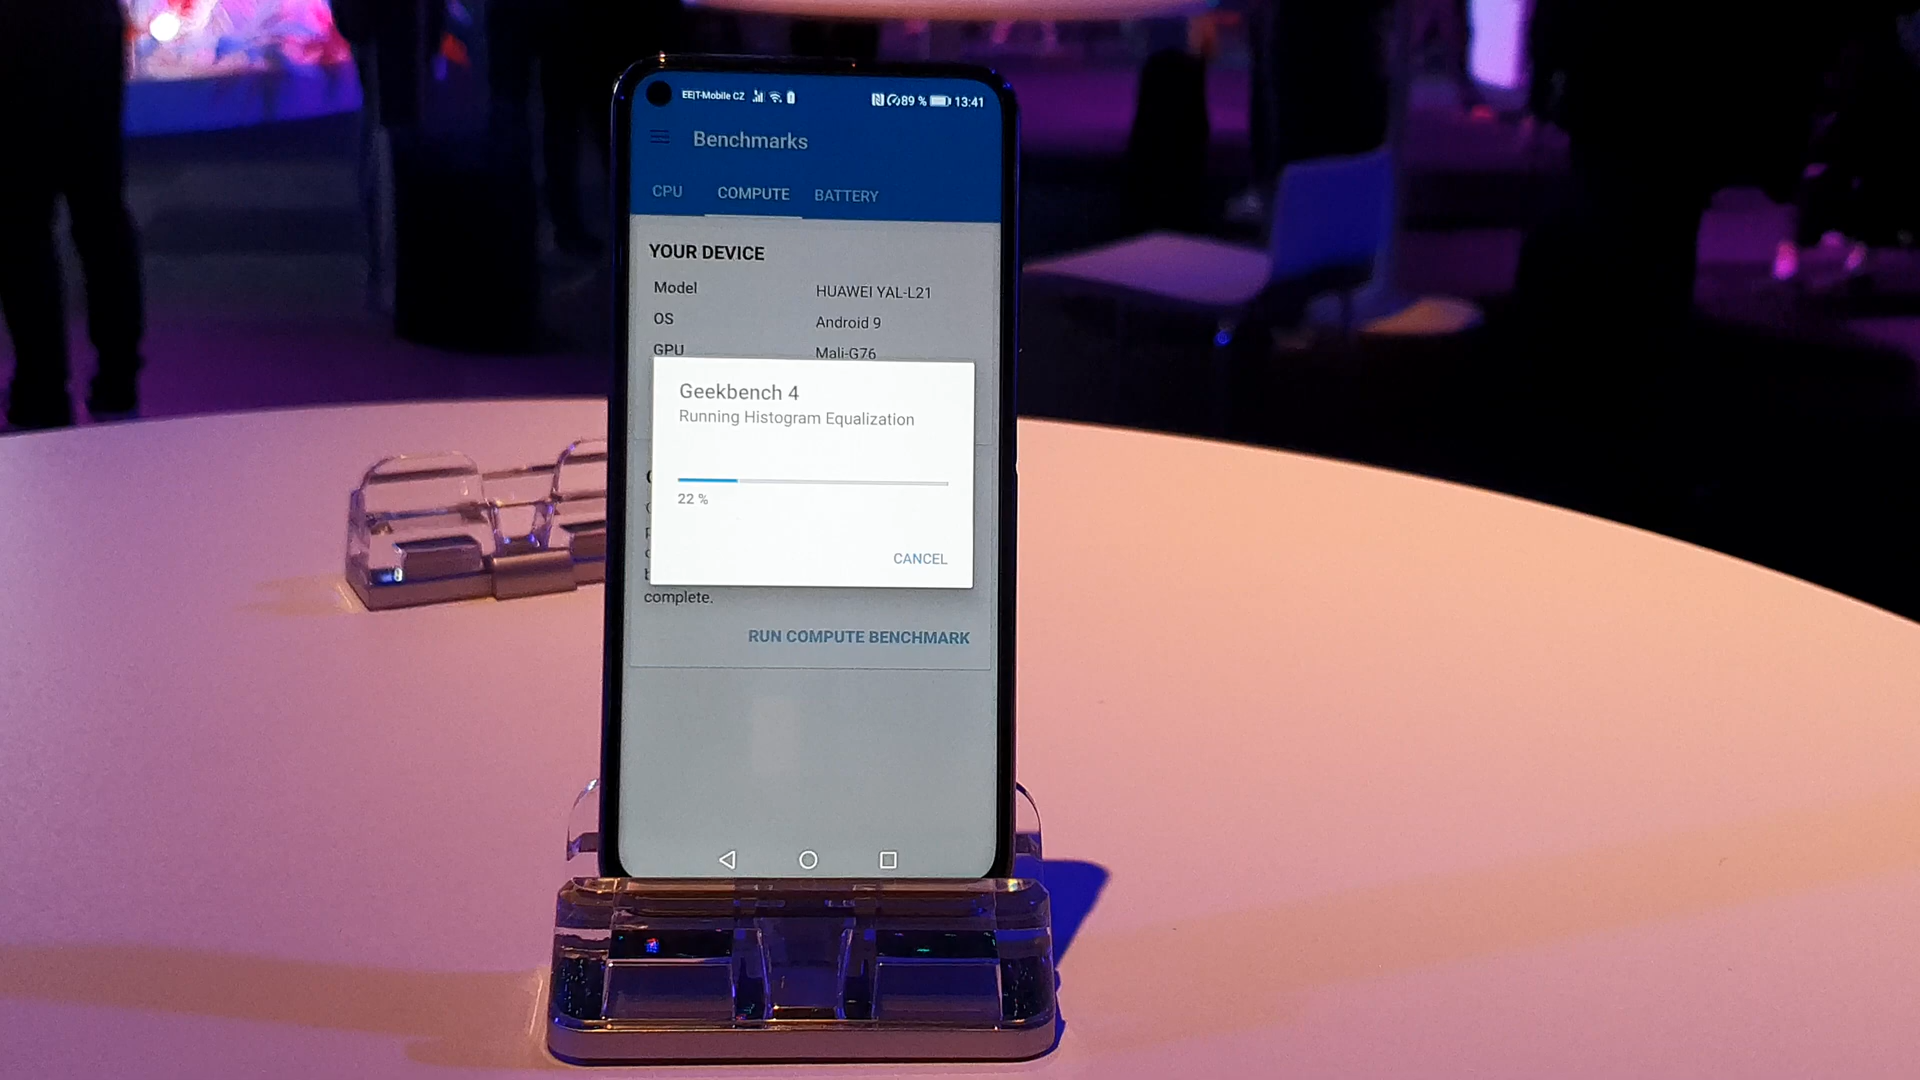 EE|T-Mobile CZ 89 % 13:41
Benchmarks
CPU COMPUTE BATTERY
YOUR DEVICE
Model HUAWEI YAL-L21
OS Android 9
GPU Mali-G76
Geekbench 4
Running Histogram Equalization
22 %
CANCEL
complete.
RUN COMPUTE BENCHMARK